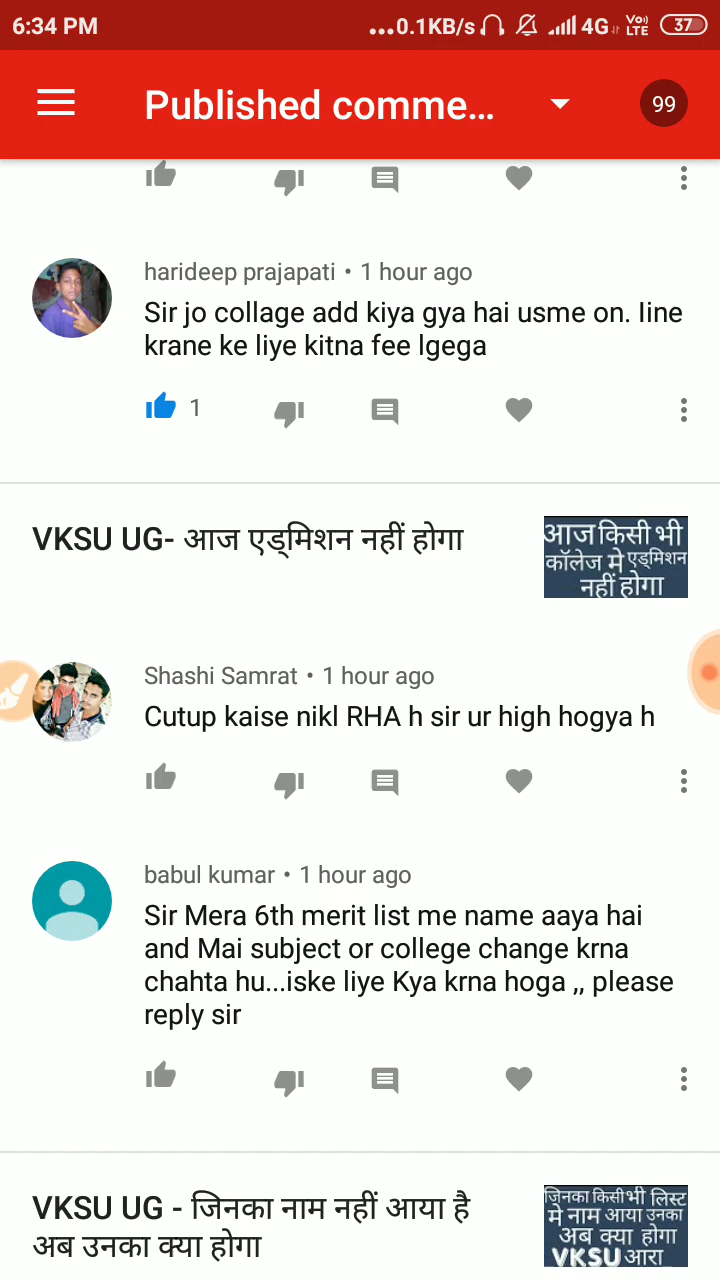 6:34 PM
...0.1KB/s 4G VoLTE 37
Published comme... 99
harideep prajapati • 1 hour ago
Sir jo collage add kiya gya hai usme on. line
krane ke liye kitna fee lgega
1
VKSU UG- आज एड्मिशन नहीं होगा
आज किसी भी
कॉलेज मे एड्मिशन
नहीं होगा
Shashi Samrat • 1 hour ago
Cutup kaise nikl RHA h sir ur high hogya h
babul kumar • 1 hour ago
Sir Mera 6th merit list me name aaya hai
and Mai subject or college change krna
chahta hu...iske liye Kya krna hoga ,, please
reply sir
VKSU UG - जिनका नाम नहीं आया है
अब उनका क्या होगा
जिनका किसी भी लिस्ट
मे नाम आया उनका
अब क्या होगा
VKSU आरा